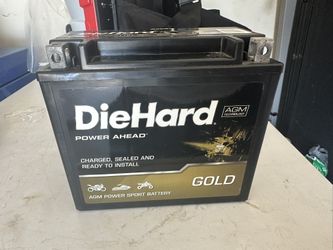 DieHard
POWER AHEAD
AGM
TECHNOLOGY
CHARGED, SEALED AND
READY TO INSTALL
GOLD
AGM POWER SPORT BATTERY